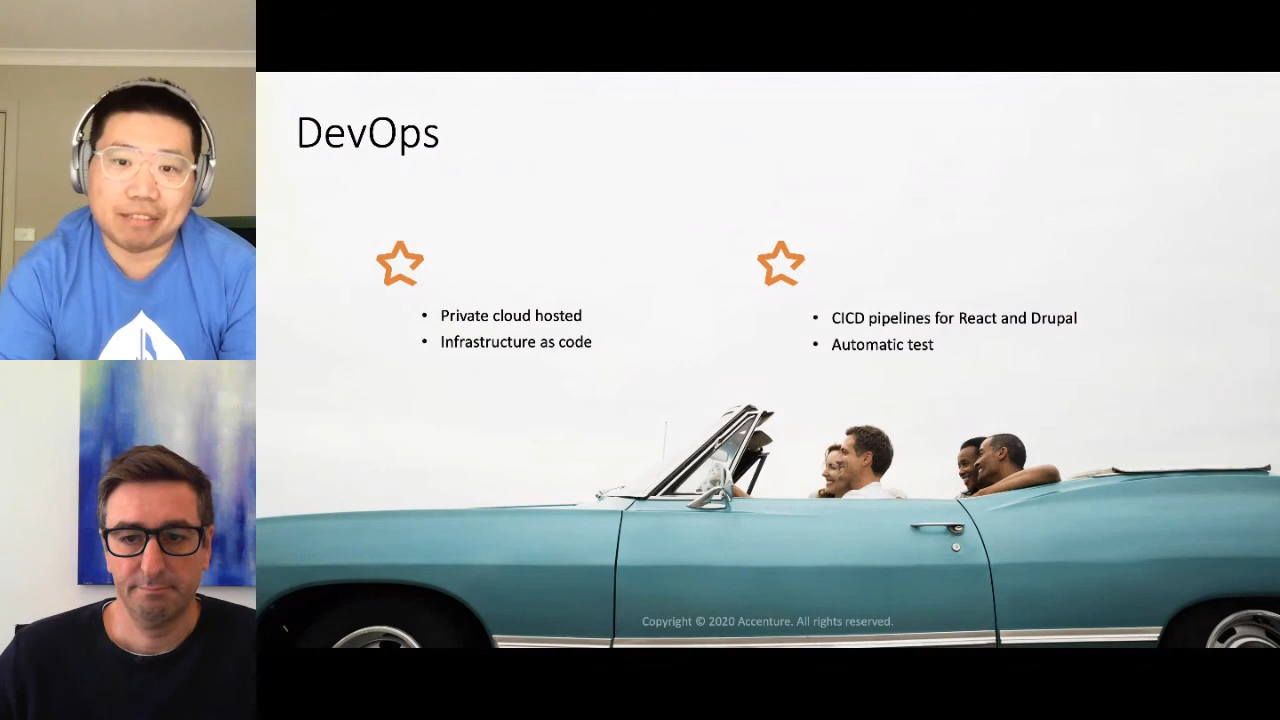 DevOps
• Private cloud hosted
• Infrastructure as code
• CICD pipelines for React and Drupal
• Automatic test
Copyright © 2020 Accenture. All rights reserved.